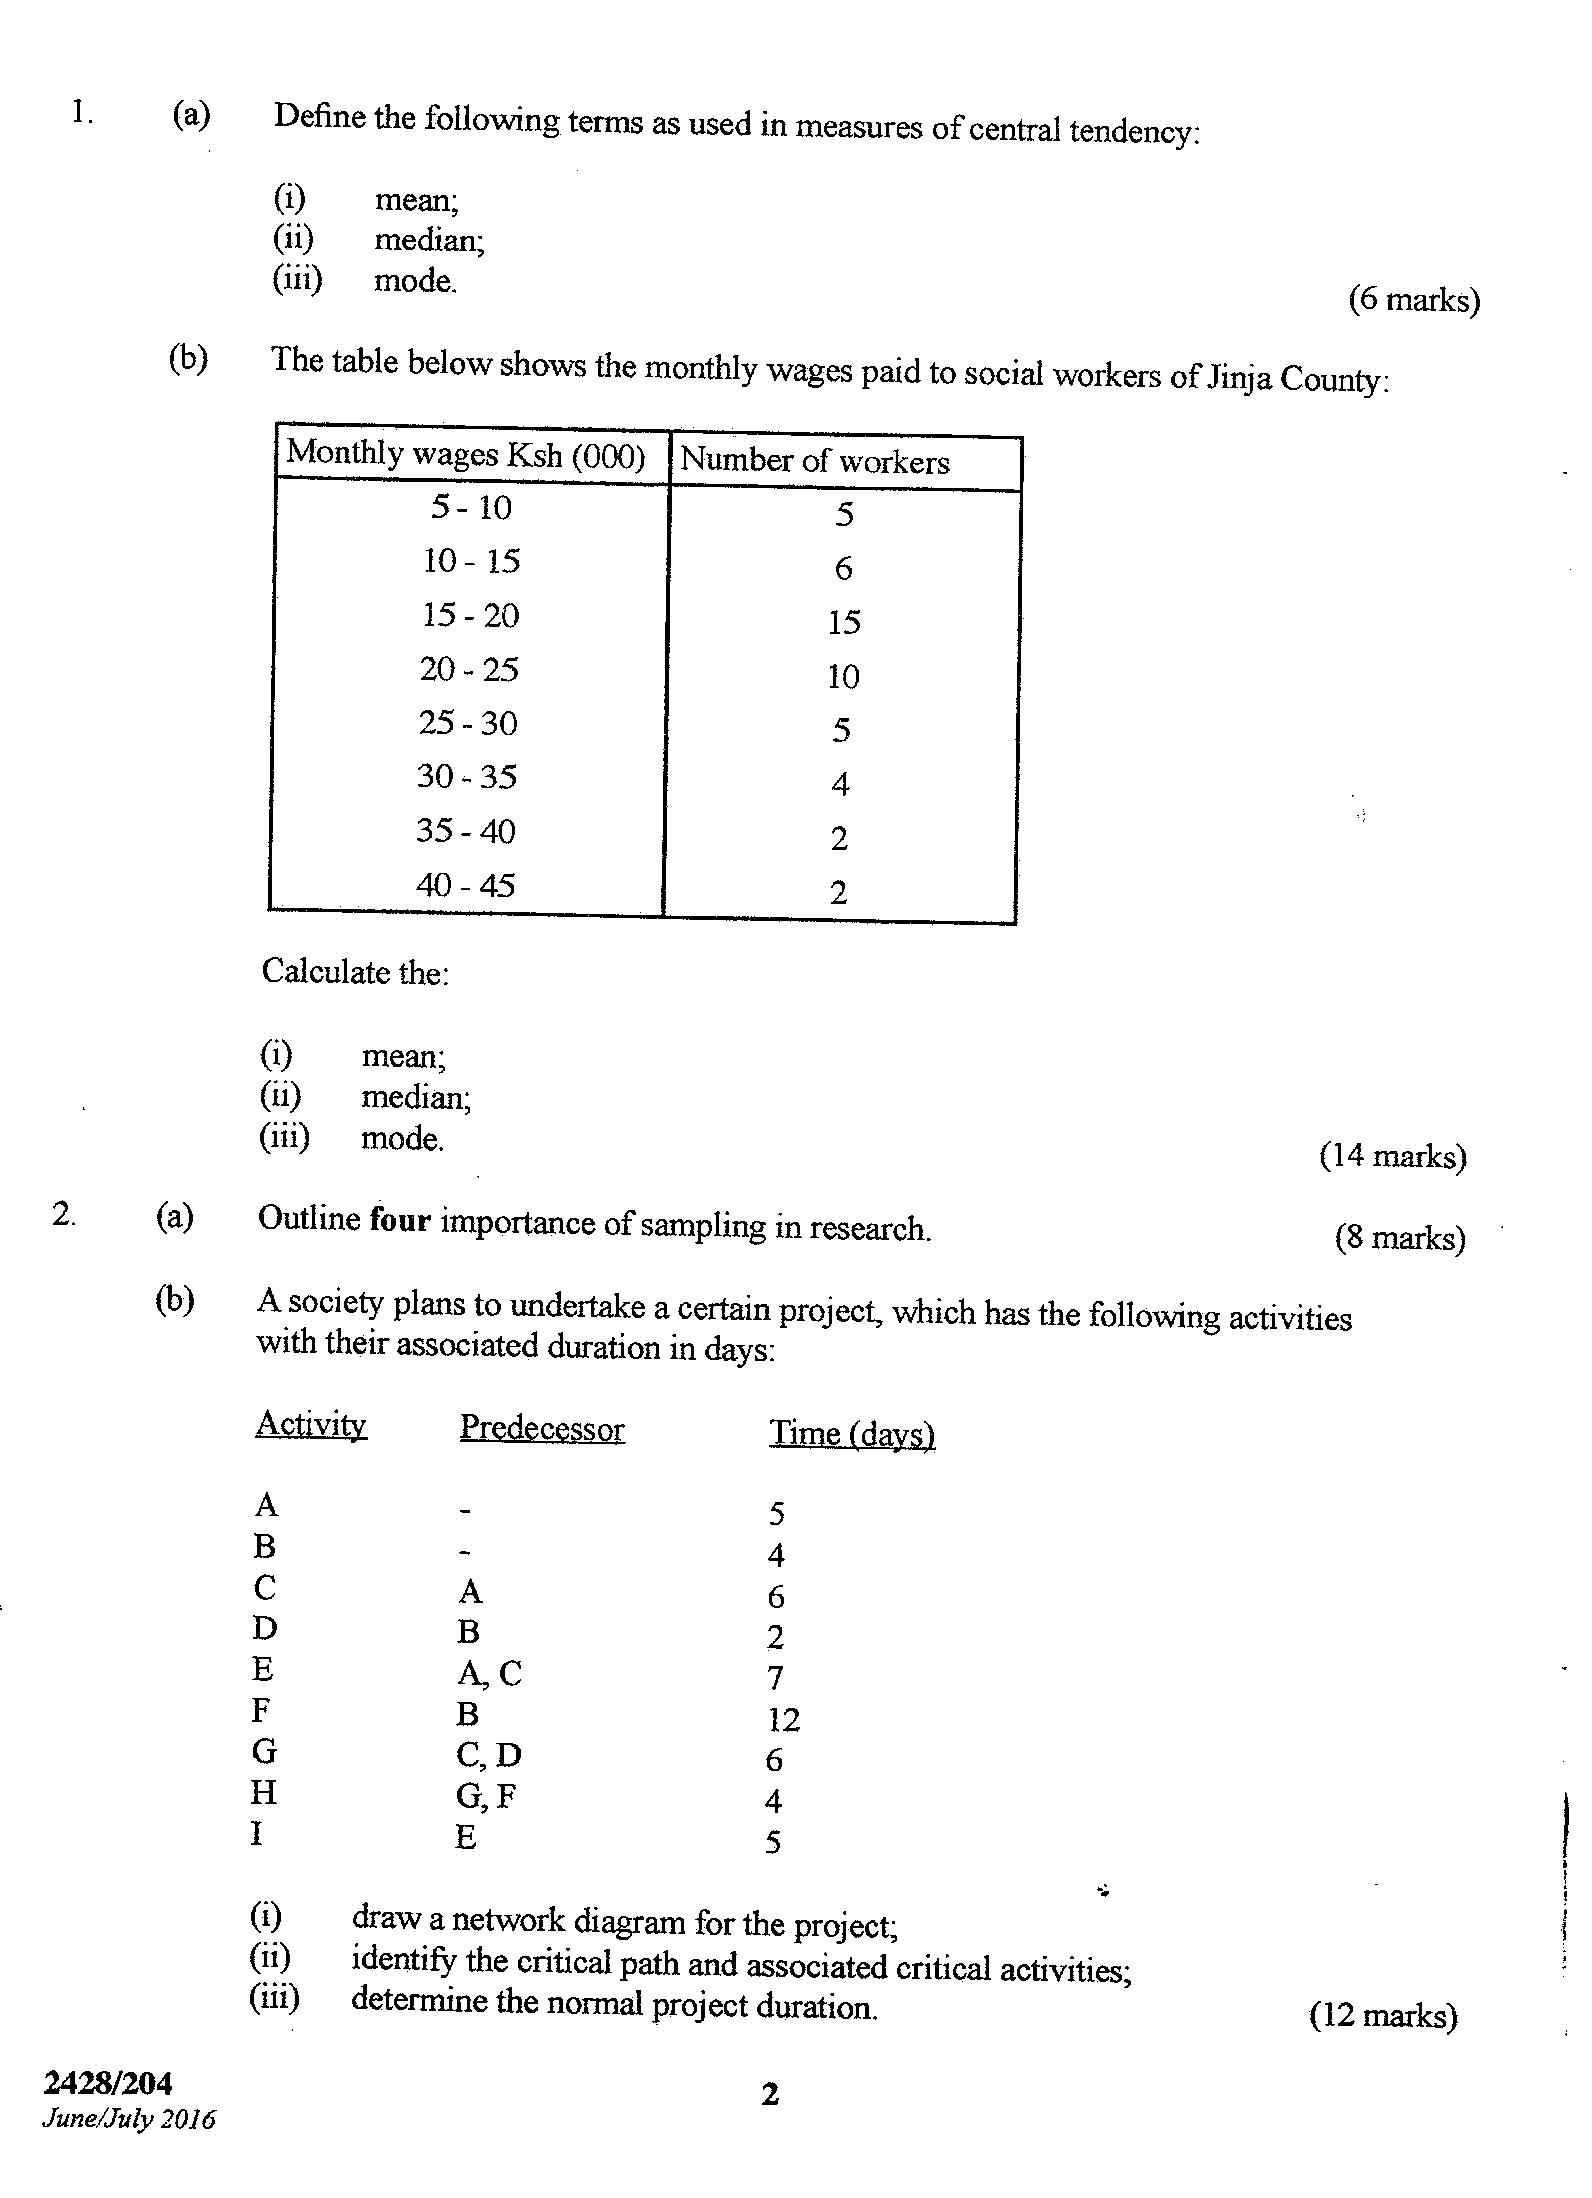 1. (a) Define the following terms as used in measures of central tendency:
(i) mean;
(ii) median;
(iii) mode.
(6 marks)
(b) The table below shows the monthly wages paid to social workers of Jinja County:
Monthly wages Ksh (000) Number of workers
5 - 10 5
10 - 15 6
15 - 20 15
20 - 25 10
25 - 30 5
30 - 35 4
35 - 40 2
40 - 45 2
Calculate the:
(i) mean;
(ii) median;
(iii) mode.
(14 marks)
2. (a) Outline four importance of sampling in research. (8 marks)
(b) A society plans to undertake a certain project, which has the following activities
with their associated duration in days:
Activity Predecessor Time (days)
A - 5
B - 4
C A 6
D B 2
E A, C 7
F B 12
G C, D 6
H G, F 4
I E 5
(i) draw a network diagram for the project;
(ii) identify the critical path and associated critical activities;
(iii) determine the normal project duration.
(12 marks)
2428/204
June/July 2016
2